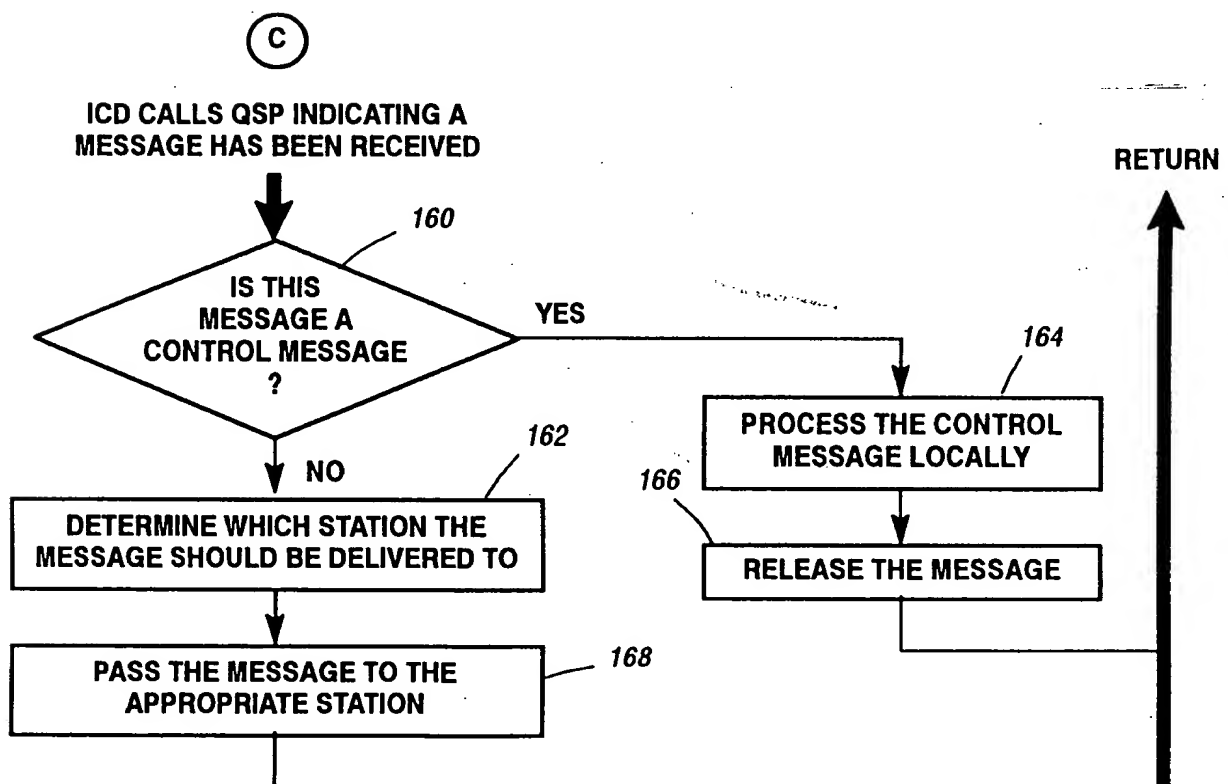 C
ICD CALLS QSP INDICATING A
MESSAGE HAS BEEN RECEIVED
RETURN
160
IS THIS
MESSAGE A
CONTROL MESSAGE
?
YES
NO
162
DETERMINE WHICH STATION THE
MESSAGE SHOULD BE DELIVERED TO
164
PROCESS THE CONTROL
MESSAGE LOCALLY
166
RELEASE THE MESSAGE
168
PASS THE MESSAGE TO THE
APPROPRIATE STATION